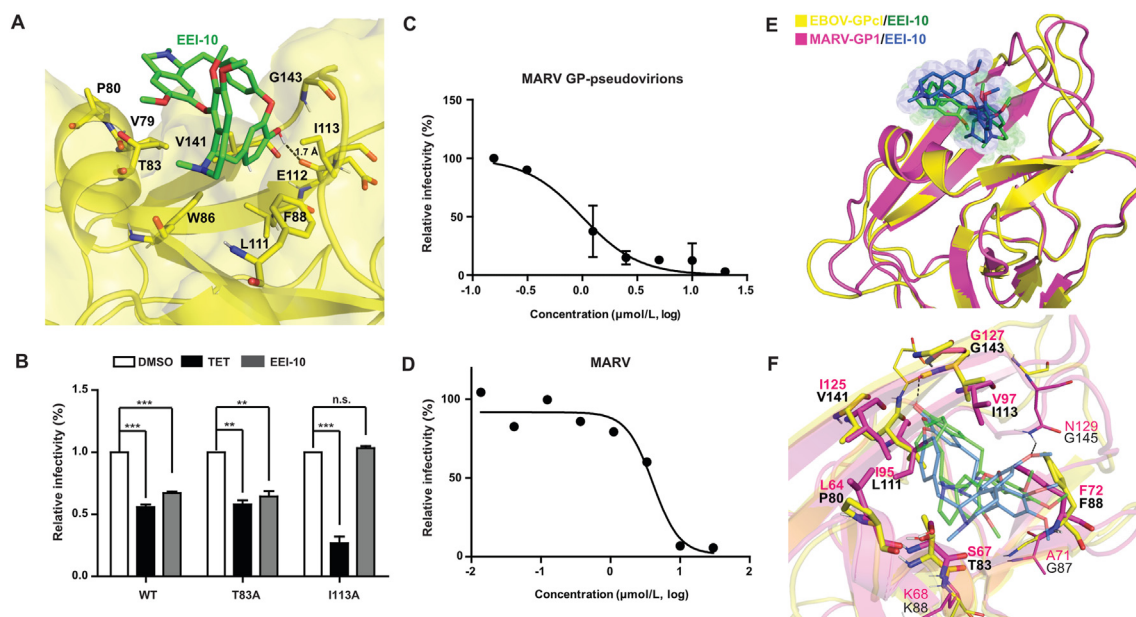 A
EEI-10
P80
V79
T83
V141
G143
I113
1.7 Å
E112
F88
W86
L111
B
DMSO
TET
EEI-10
Relative infectivity (%)
1.5
1.0
0.5
0.0
***
***
**
**
n.s.
***
WT
T83A
I113A
C
MARV GP-pseudovirions
Relative infectivity (%)
150
100
50
0
-1.0
-0.5
0.0
0.5
1.0
1.5
Concentration (µmol/L, log)
D
MARV
Relative infectivity (%)
150
100
50
0
-2
-1
0
1
2
Concentration (µmol/L, log)
E
EBOV-GPcl/EEI-10
MARV-GP1/EEI-10
F
G127
G143
I125
V141
V97
I113
N129
G145
I95
L111
L64
P80
F72
F88
S67
T83
A71
G87
K68
K88